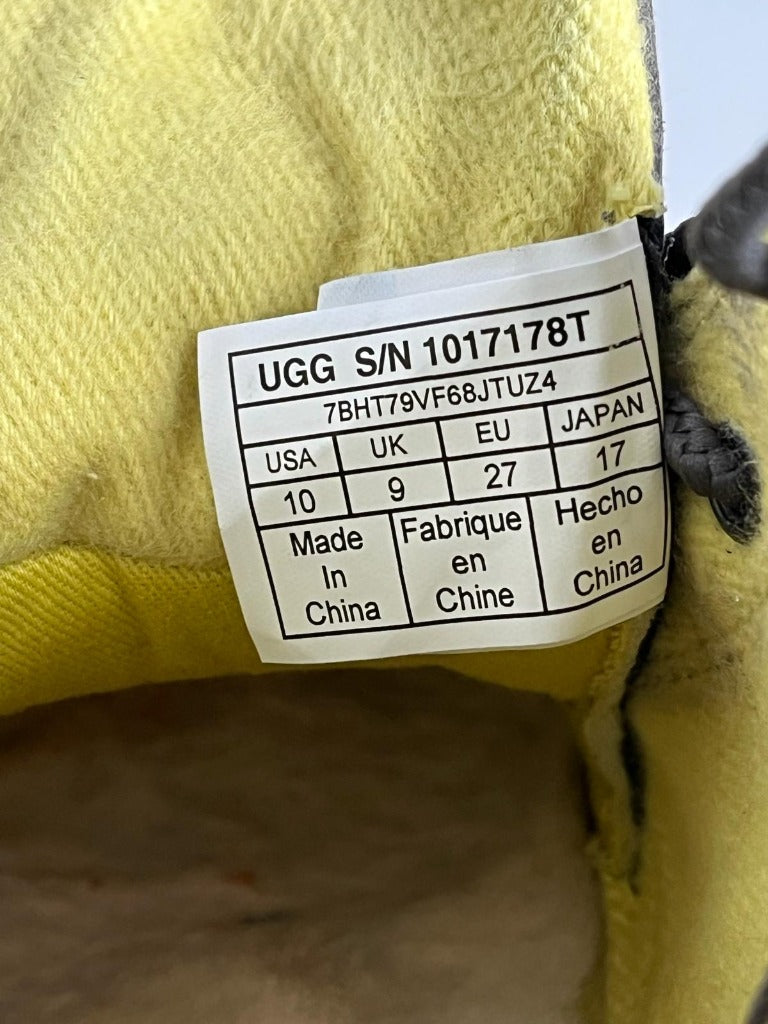 UGG S/N 1017178T
7BHT79VF68JTUZ4
USA UK EU JAPAN
10 9 27 17
Made In China
Fabrique en Chine
Hecho en China